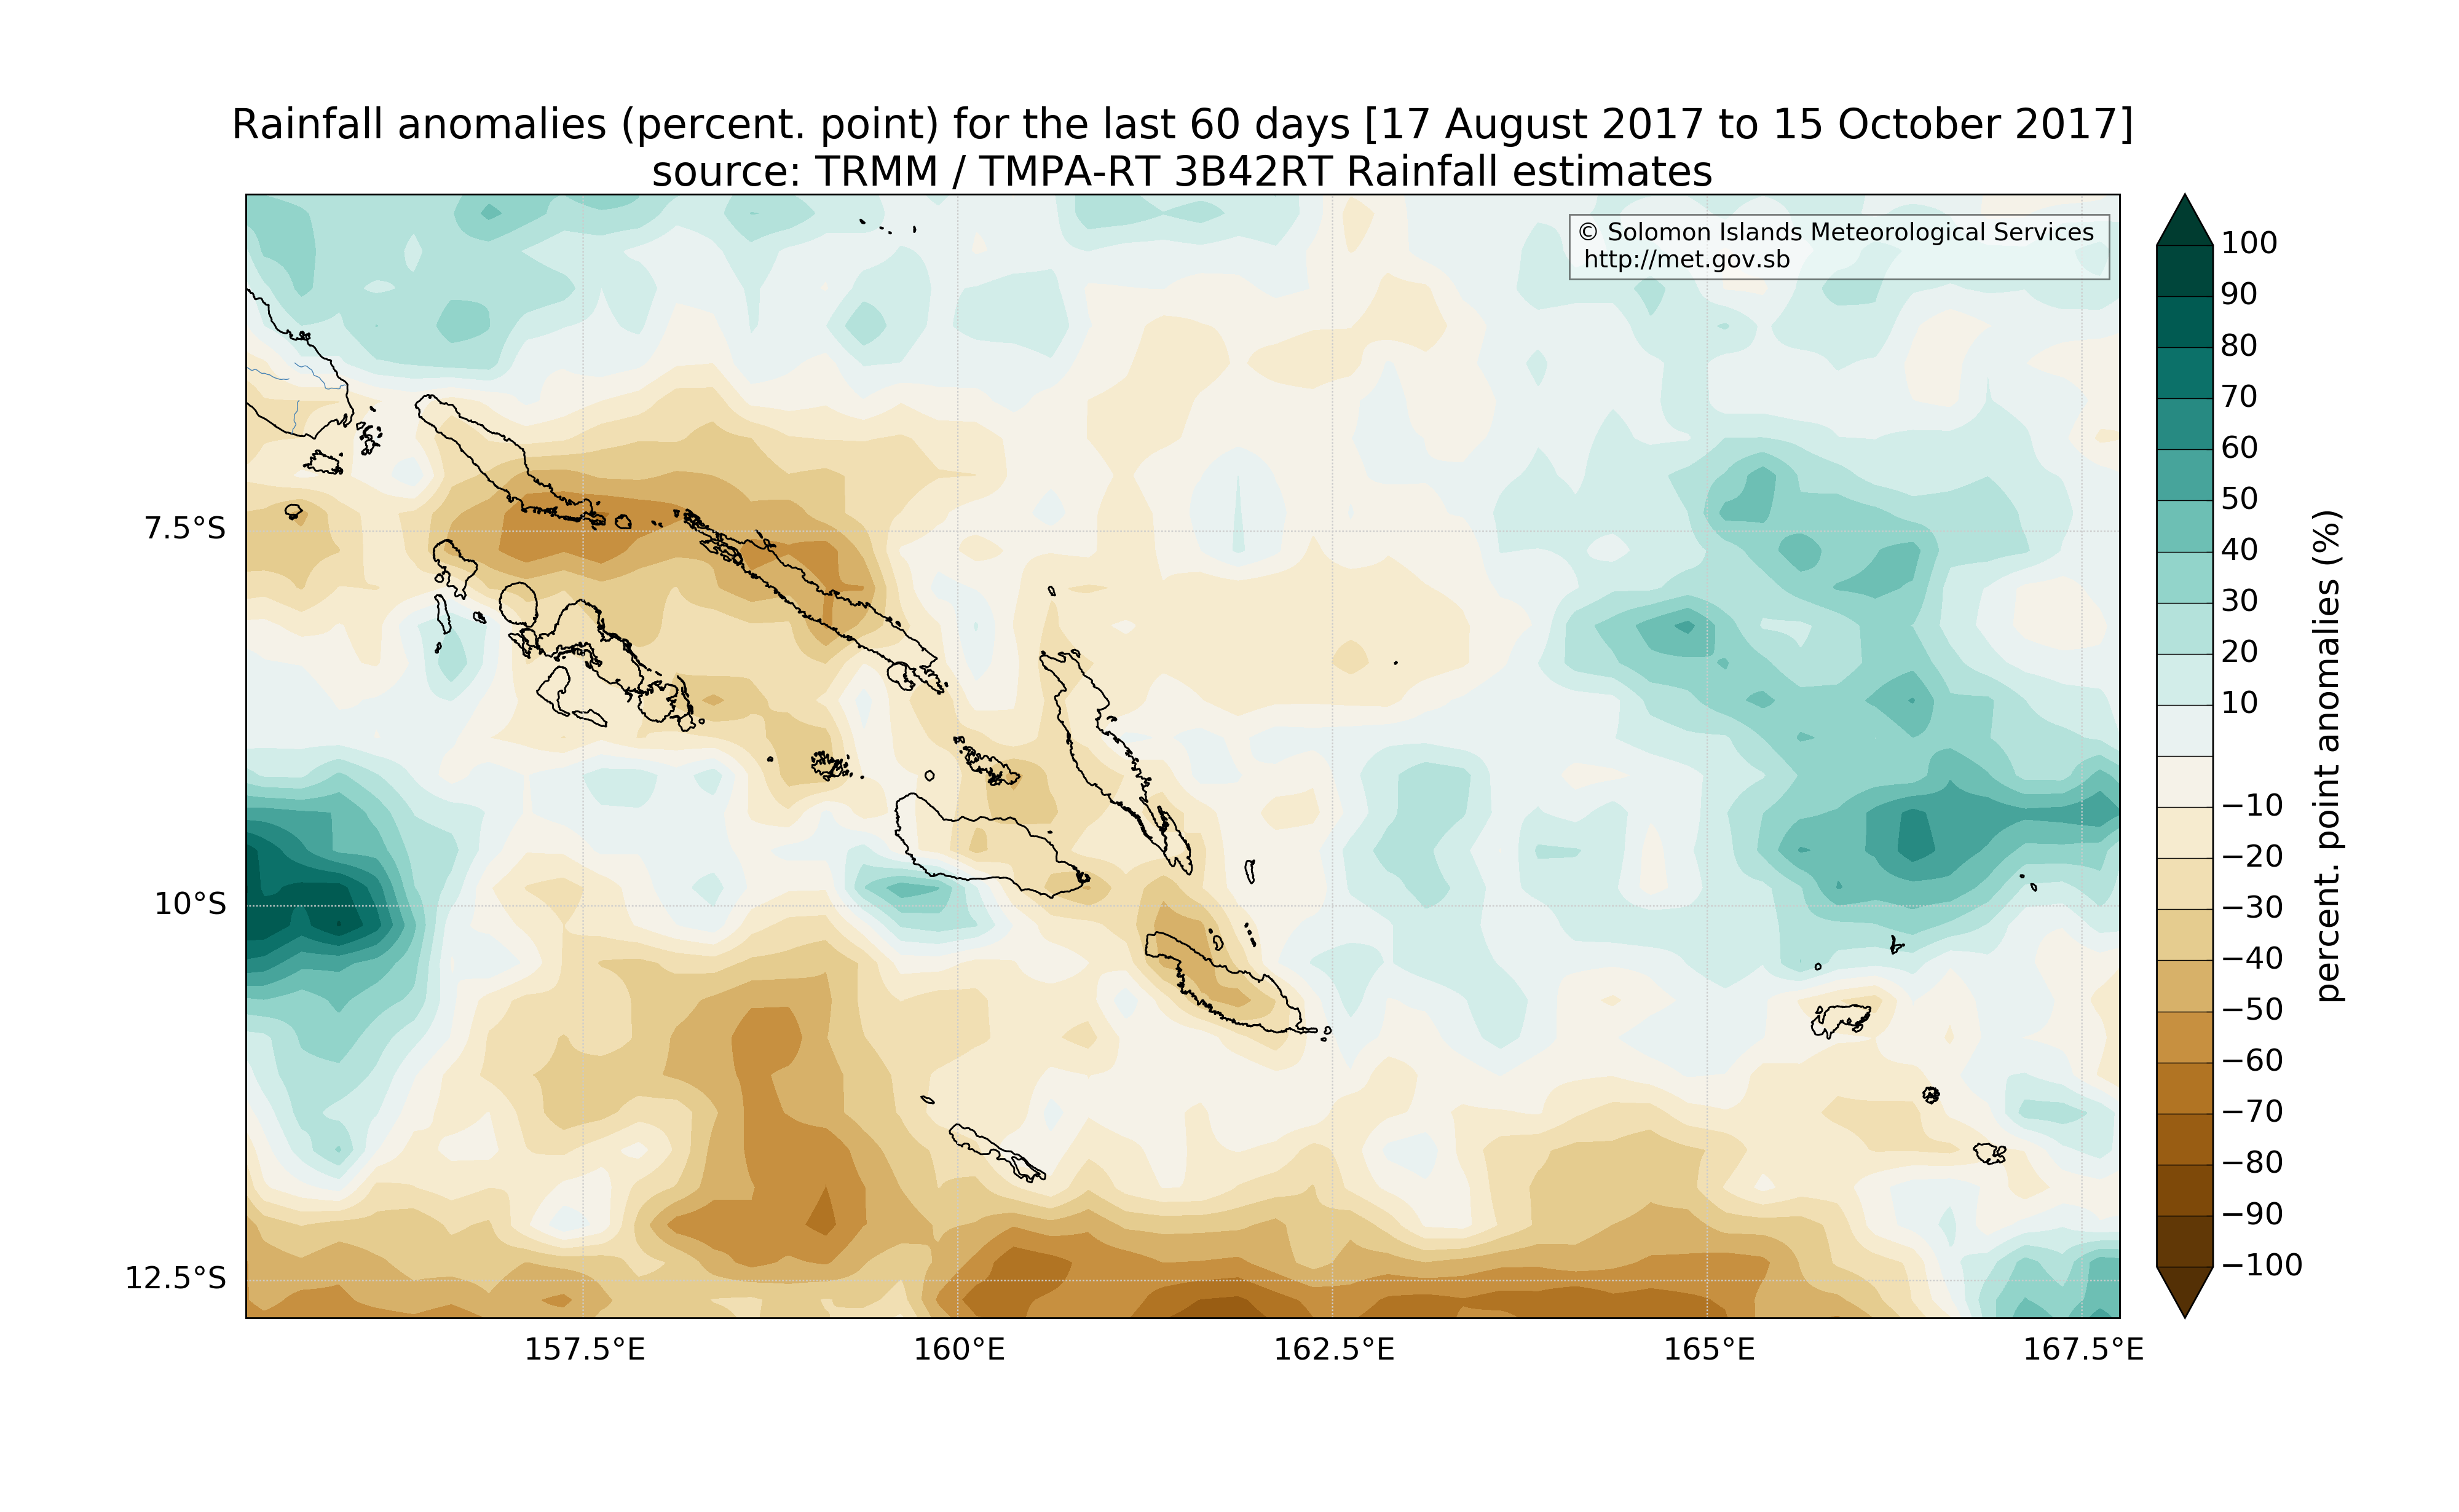 Rainfall anomalies (percent. point) for the last 60 days [17 August 2017 to 15 October 2017]
source: TRMM / TMPA-RT 3B42RT Rainfall estimates
© Solomon Islands Meteorological Services
http://met.gov.sb
7.5°S
10°S
12.5°S
157.5°E
160°E
162.5°E
165°E
167.5°E
100
90
80
70
60
50
40
30
20
10
−10
−20
−30
−40
−50
−60
−70
−80
−90
−100
percent. point anomalies (%)